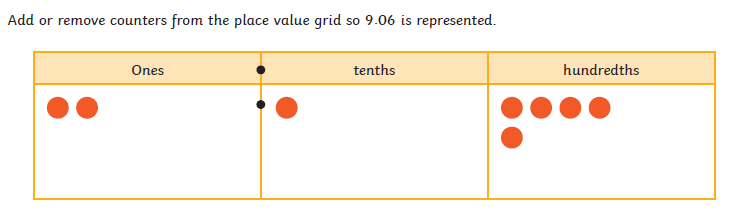 Add or remove counters from the place value grid so 9.06 is represented.
Ones tenths hundredths